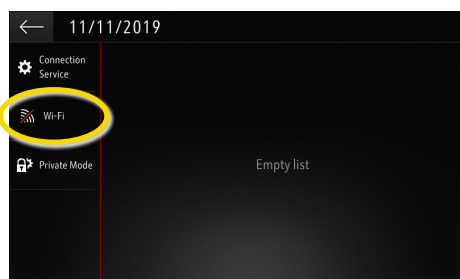 11/11/2019
Connection
Service
Wi-Fi
Private Mode
Empty list